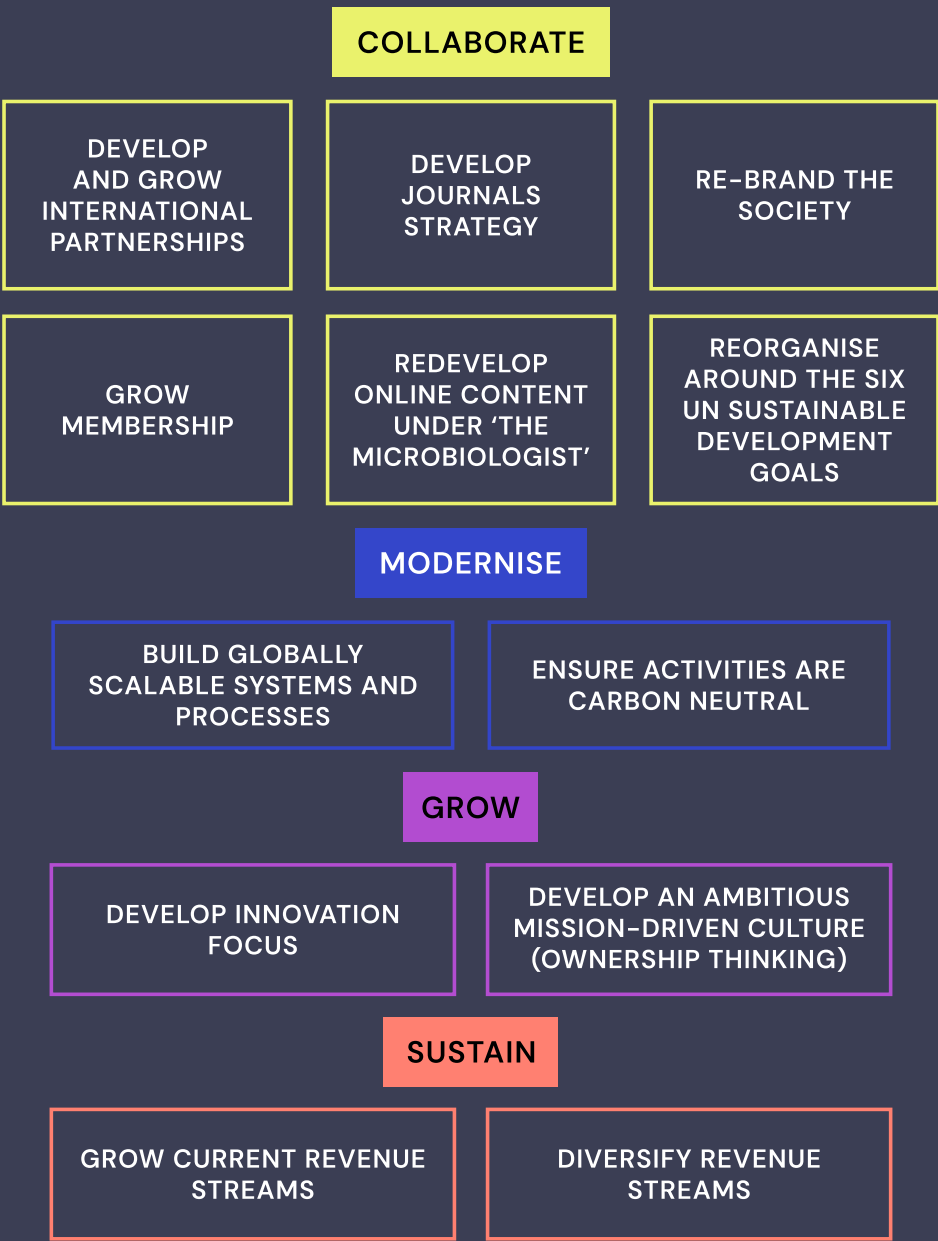 COLLABORATE
DEVELOP
AND GROW
INTERNATIONAL
PARTNERSHIPS
DEVELOP
JOURNALS
STRATEGY
RE-BRAND THE
SOCIETY
GROW
MEMBERSHIP
REDEVELOP
ONLINE CONTENT
UNDER ‘THE
MICROBIOLOGIST’
REORGANISE
AROUND THE SIX
UN SUSTAINABLE
DEVELOPMENT
GOALS
MODERNISE
BUILD GLOBALLY
SCALABLE SYSTEMS AND
PROCESSES
ENSURE ACTIVITIES ARE
CARBON NEUTRAL
GROW
DEVELOP INNOVATION
FOCUS
DEVELOP AN AMBITIOUS
MISSION-DRIVEN CULTURE
(OWNERSHIP THINKING)
SUSTAIN
GROW CURRENT REVENUE
STREAMS
DIVERSIFY REVENUE
STREAMS